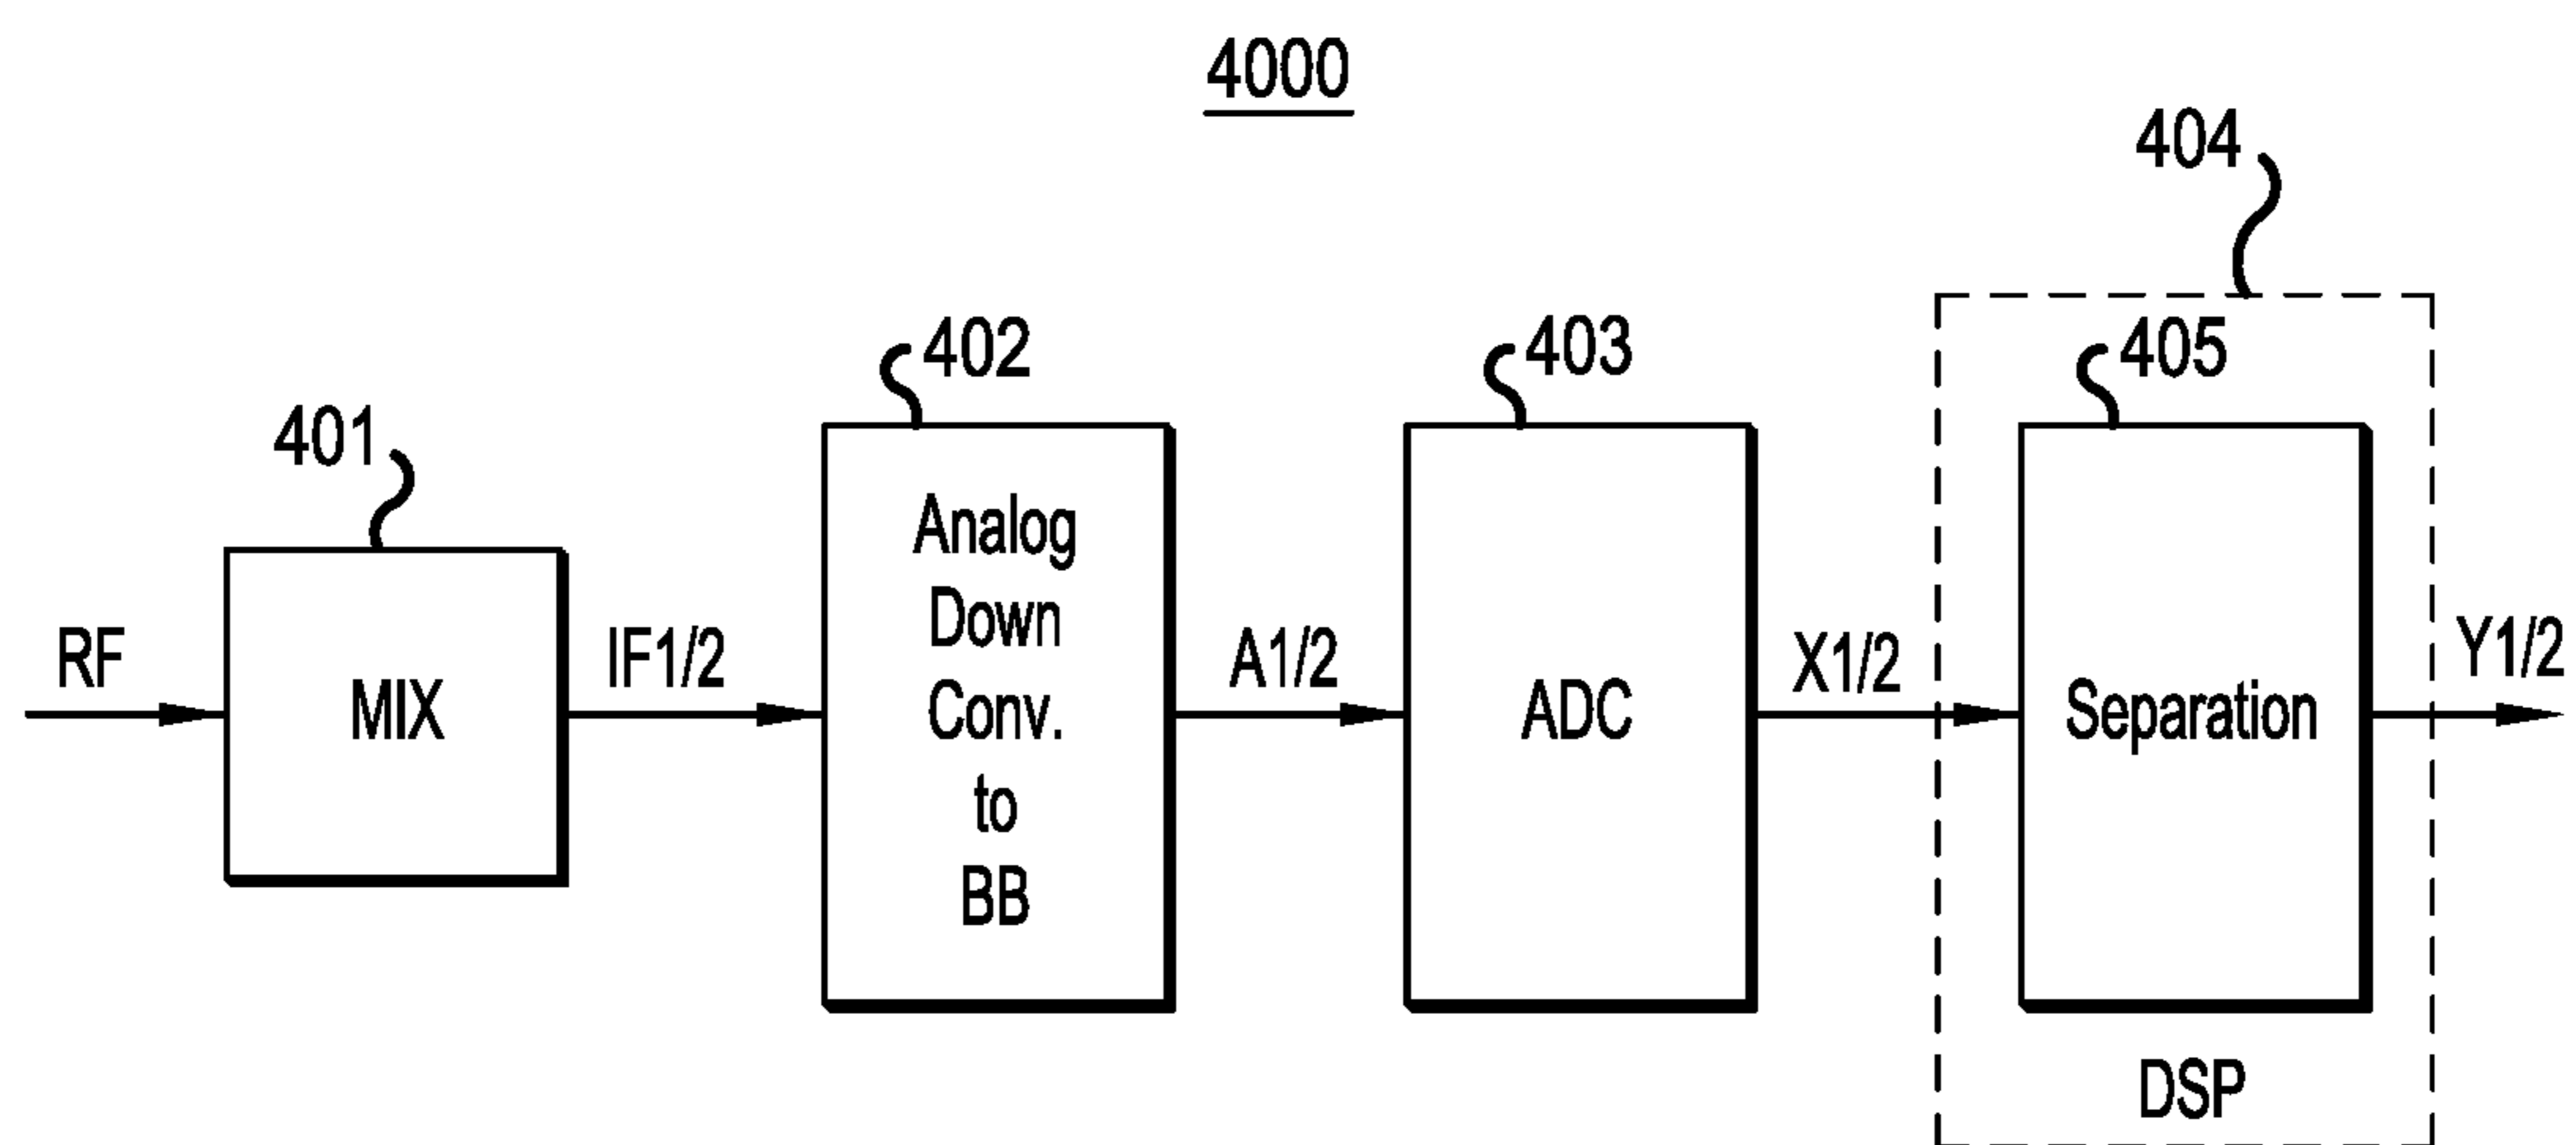 4000
404
401
402
403
405
RF
MIX
IF1/2
Analog
Down
Conv.
to
BB
A1/2
ADC
X1/2
Separation
Y1/2
DSP